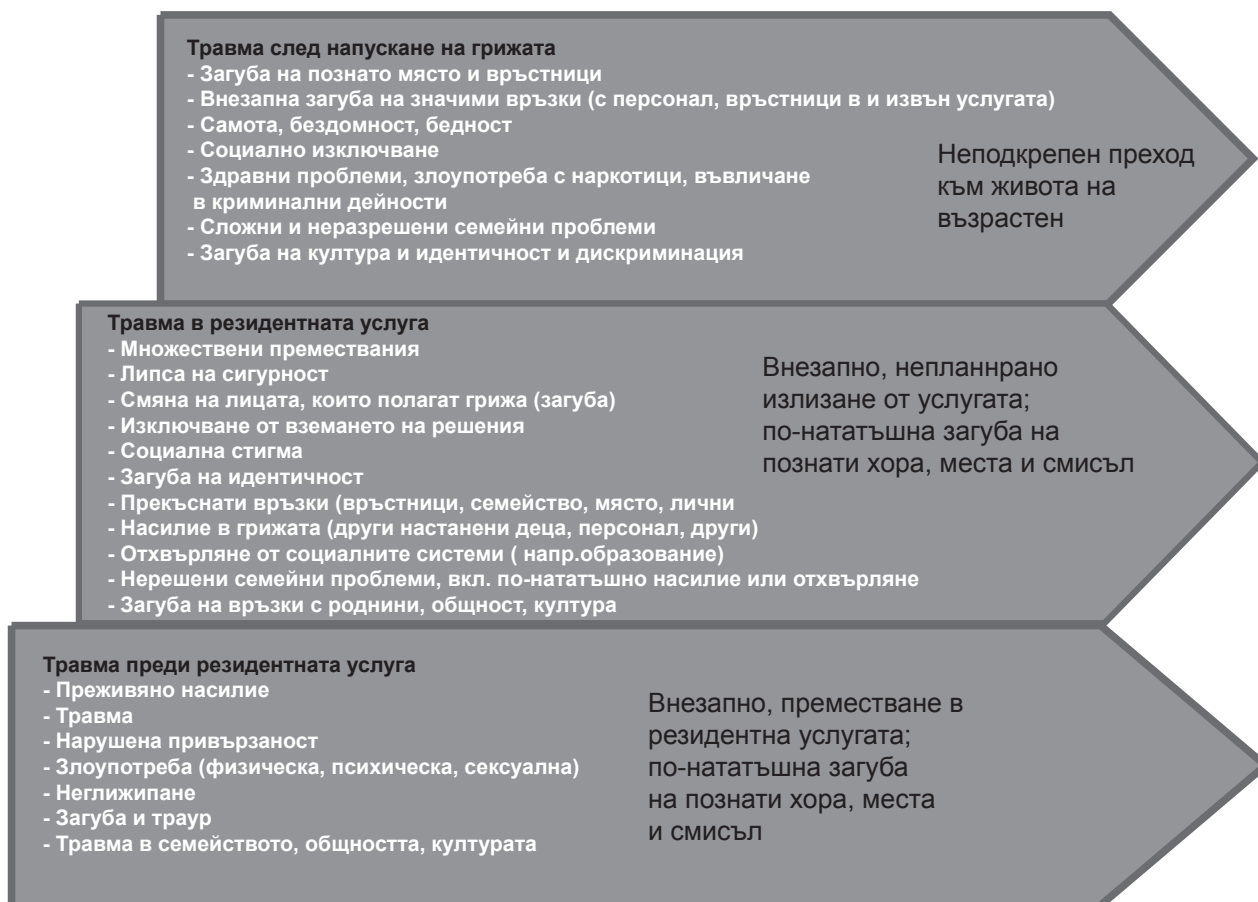 Травма след напускане на грижата
- Загуба на познато място и връстници
- Внезапна загуба на значими връзки (с персонал, връстници в и извън услугата)
- Самота, бездомност, бедност
- Социално изключване
- Здравни проблеми, злоупотреба с наркотици, въвличане
в криминални дейности
- Сложни и неразрешени семейни проблеми
- Загуба на култура и идентичност и дискриминация
Неподкрепен преход
към живота на
възрастен
Травма в резидентната услуга
- Множествени премествания
- Липса на сигурност
- Смяна на лицата, които полагат грижа (загуба)
- Изключване от вземането на решения
- Социална стигма
- Загуба на идентичност
- Прекъснати връзки (връстници, семейство, място, лични
- Насилие в грижата (други настанени деца, персонал, други)
- Отхвърляне от социалните системи ( напр.образование)
- Нерешени семейни проблеми, вкл. по-нататъшно насилие или отхвърляне
- Загуба на връзки с роднини, общност, култура
Внезапно, непланнрано
излизане от услугата;
по-нататъшна загуба на
познати хора, места и смисъл
Травма преди резидентната услуга
- Преживяно насилие
- Травма
- Нарушена привързаност
- Злоупотреба (физическа, психическа, сексуална)
- Неглижипане
- Загуба и траур
- Травма в семейството, общността, културата
Внезапно, преместване в
резидентна услугата;
по-нататъшна загуба
на познати хора, места
и смисъл